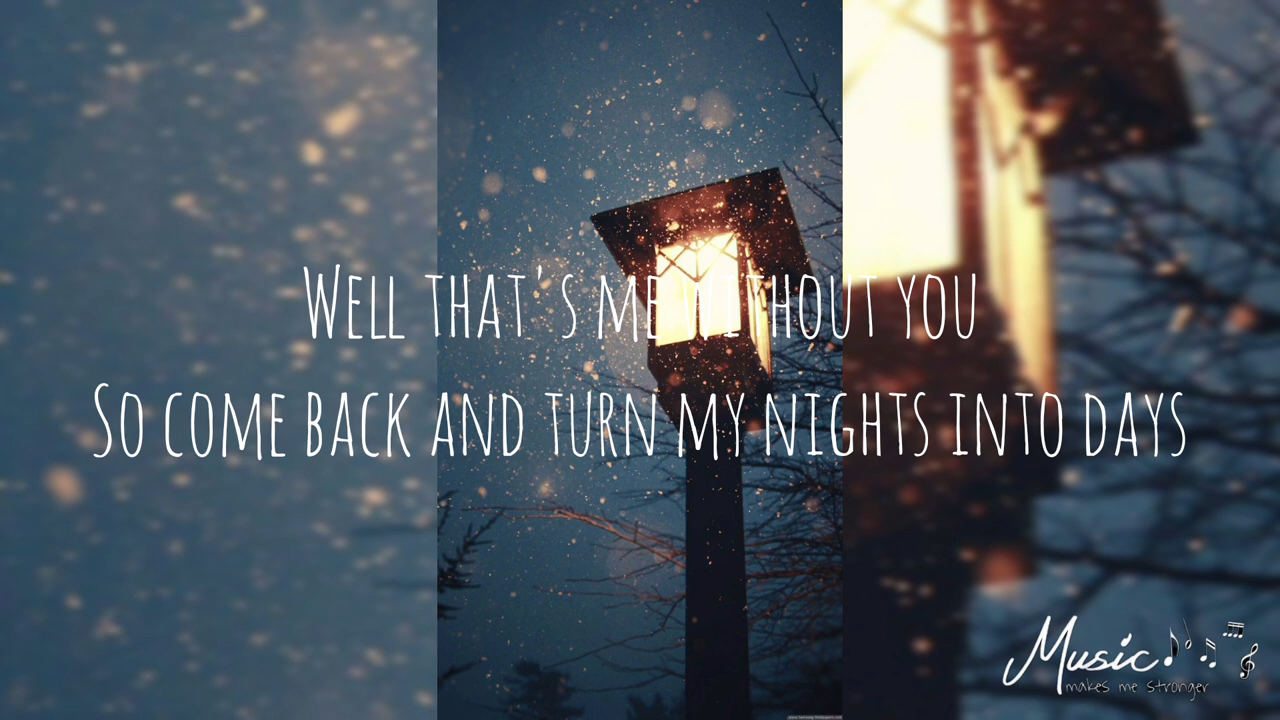 Well that's me without you
So come back and turn my nights into days
Music
makes me stronger